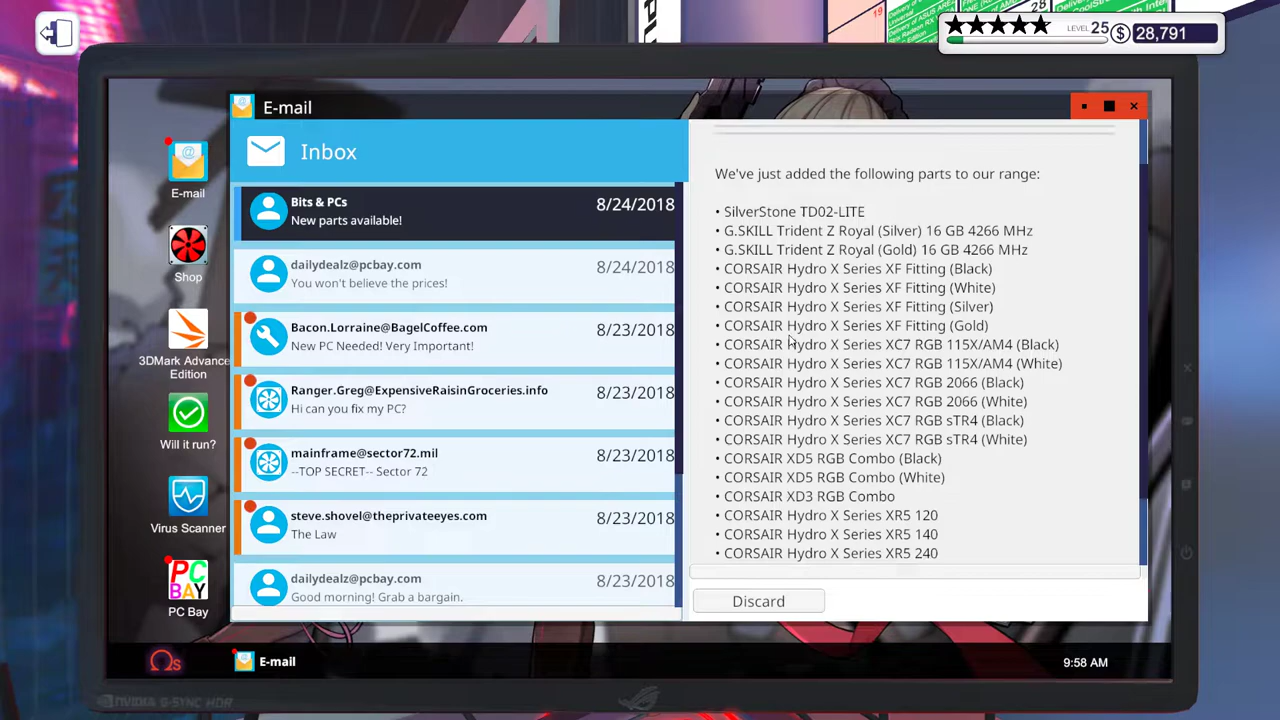 LEVEL 25 $ 28,791
E-mail
Inbox
Bits & PCs 8/24/2018
New parts available!
dailydealz@pcbay.com 8/24/2018
You won't believe the prices!
Bacon.Lorraine@BagelCoffee.com 8/23/2018
New PC Needed! Very Important!
Ranger.Greg@ExpensiveRaisinGroceries.info 8/23/2018
Hi can you fix my PC?
mainframe@sector72.mil 8/23/2018
--TOP SECRET-- Sector 72
steve.shovel@theprivateeyes.com 8/23/2018
The Law
dailydealz@pcbay.com 8/23/2018
Good morning! Grab a bargain.
We've just added the following parts to our range:
• SilverStone TD02-LITE
• G.SKILL Trident Z Royal (Silver) 16 GB 4266 MHz
• G.SKILL Trident Z Royal (Gold) 16 GB 4266 MHz
• CORSAIR Hydro X Series XF Fitting (Black)
• CORSAIR Hydro X Series XF Fitting (White)
• CORSAIR Hydro X Series XF Fitting (Silver)
• CORSAIR Hydro X Series XF Fitting (Gold)
• CORSAIR Hydro X Series XC7 RGB 115X/AM4 (Black)
• CORSAIR Hydro X Series XC7 RGB 115X/AM4 (White)
• CORSAIR Hydro X Series XC7 RGB 2066 (Black)
• CORSAIR Hydro X Series XC7 RGB 2066 (White)
• CORSAIR Hydro X Series XC7 RGB sTR4 (Black)
• CORSAIR Hydro X Series XC7 RGB sTR4 (White)
• CORSAIR XD5 RGB Combo (Black)
• CORSAIR XD5 RGB Combo (White)
• CORSAIR XD3 RGB Combo
• CORSAIR Hydro X Series XR5 120
• CORSAIR Hydro X Series XR5 140
• CORSAIR Hydro X Series XR5 240
Discard
E-mail
Shop
3DMark Advance
Edition
Will it run?
Virus Scanner
PC
BAY
PC Bay
E-mail
9:58 AM
NVIDIA G-SYNC HDR